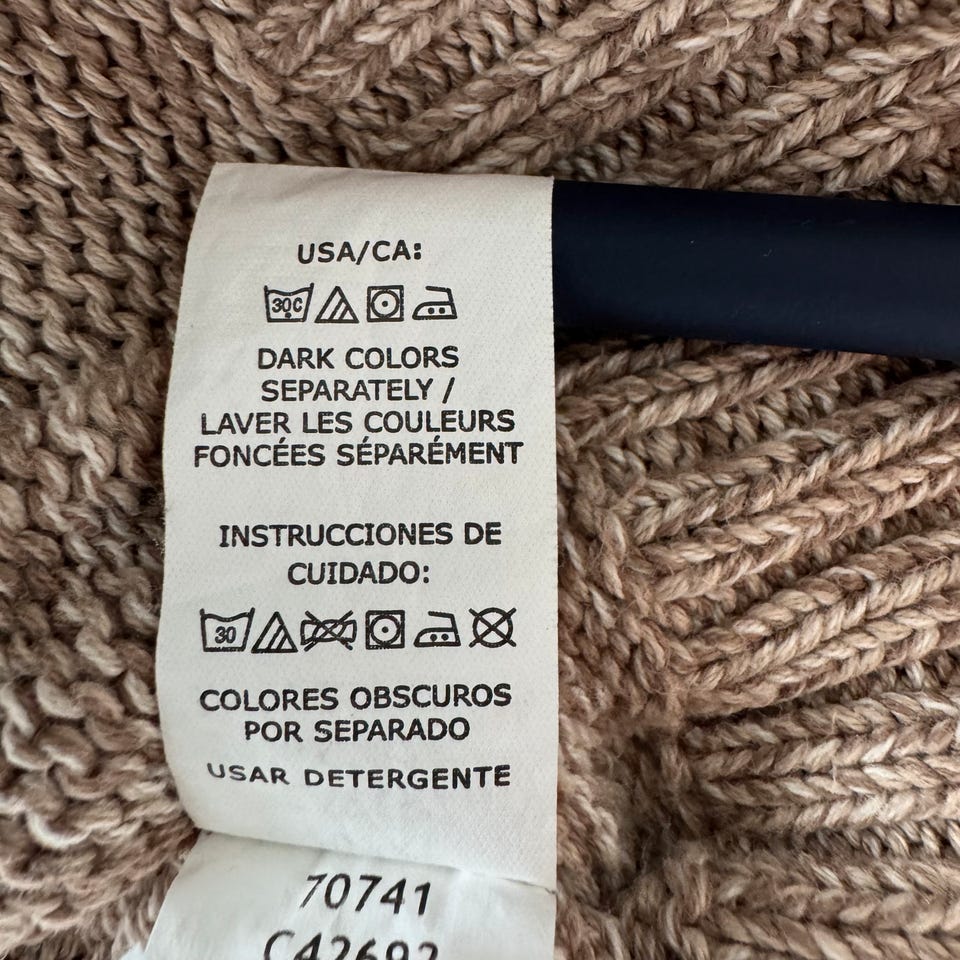 USA/CA:
30C
DARK COLORS
SEPARATELY /
LAVER LES COULEURS
FONCÉES SÉPARÉMENT
INSTRUCCIONES DE
CUIDADO:
30
COLORES OBSCUROS
POR SEPARADO
USAR DETERGENTE
70741
C42692